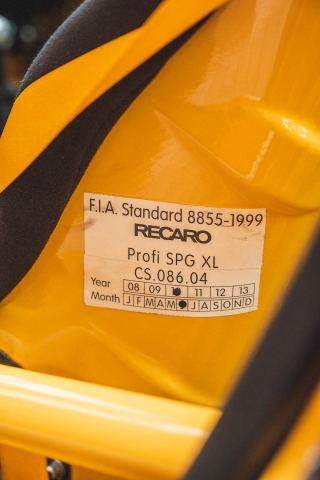 F.I.A. Standard 8855-1999
RECARO
Profi SPG XL
CS.086.04
Year 08 09 11 12 13
Month J F M A M J A S O N D